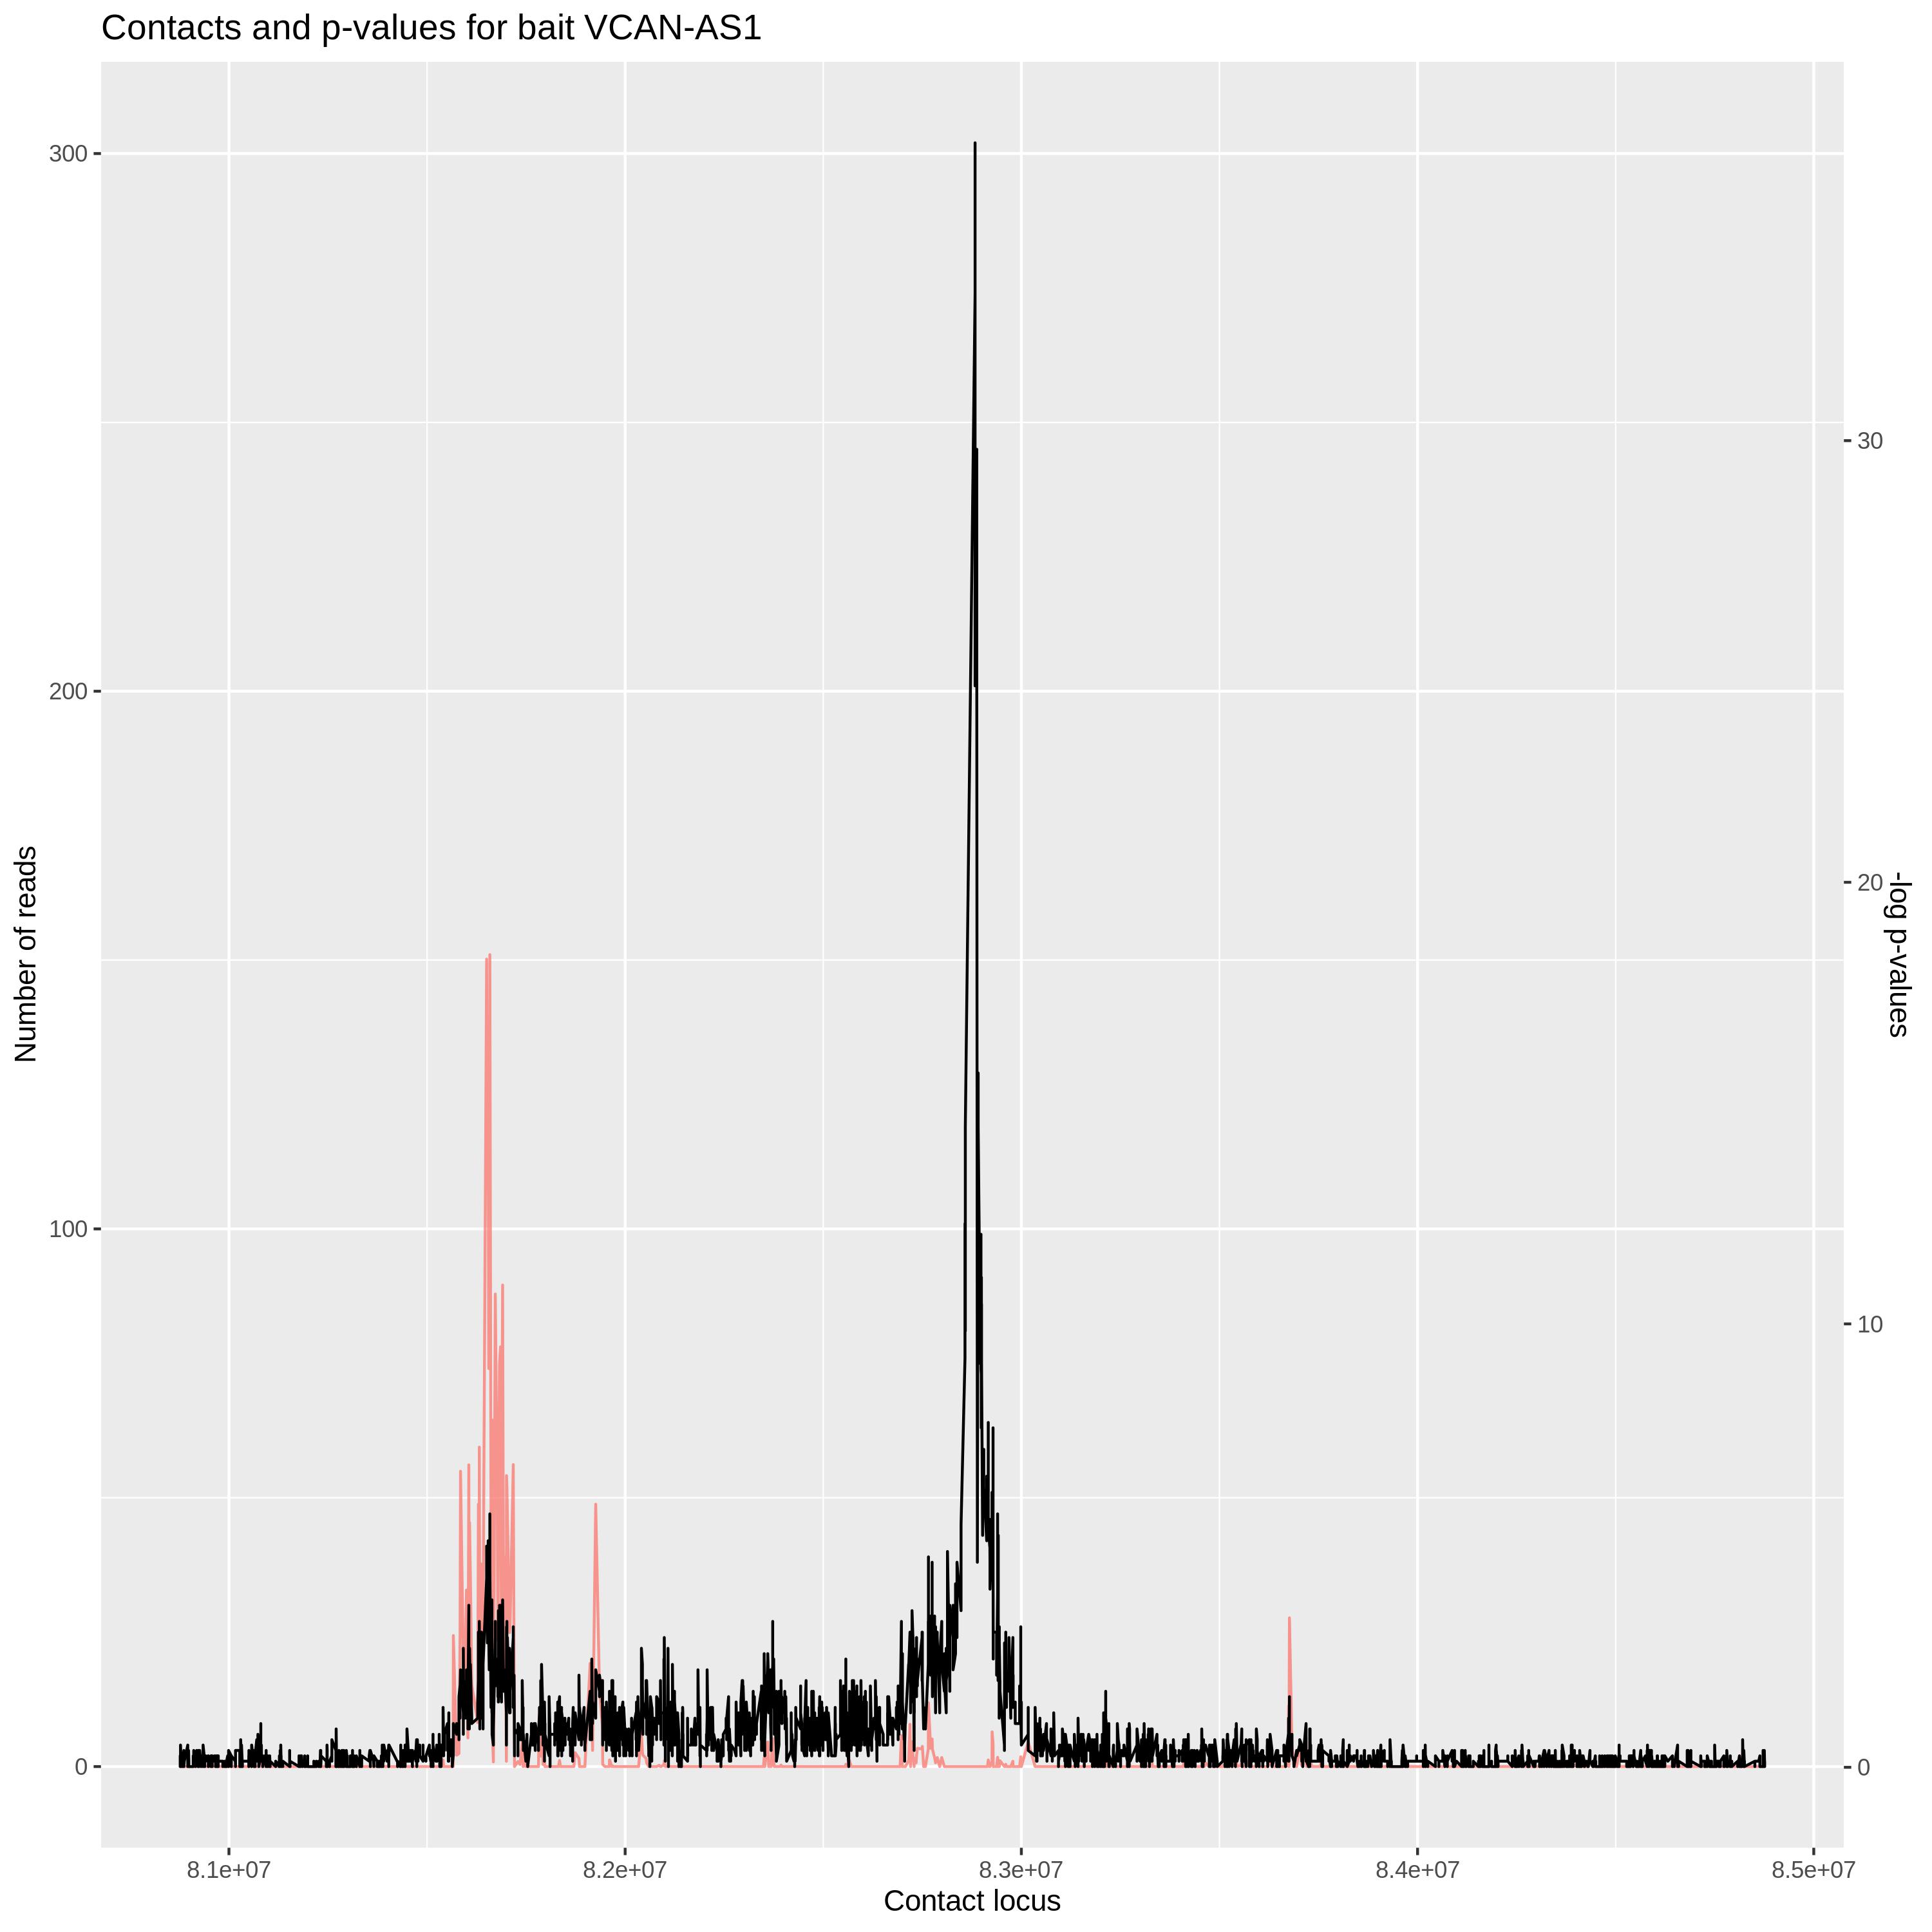 Contacts and p-values for bait VCAN-AS1
300
200
100
0
Number of reads
30
20
10
0
-log p-values
8.1e+07
8.2e+07
8.3e+07
8.4e+07
8.5e+07
Contact locus